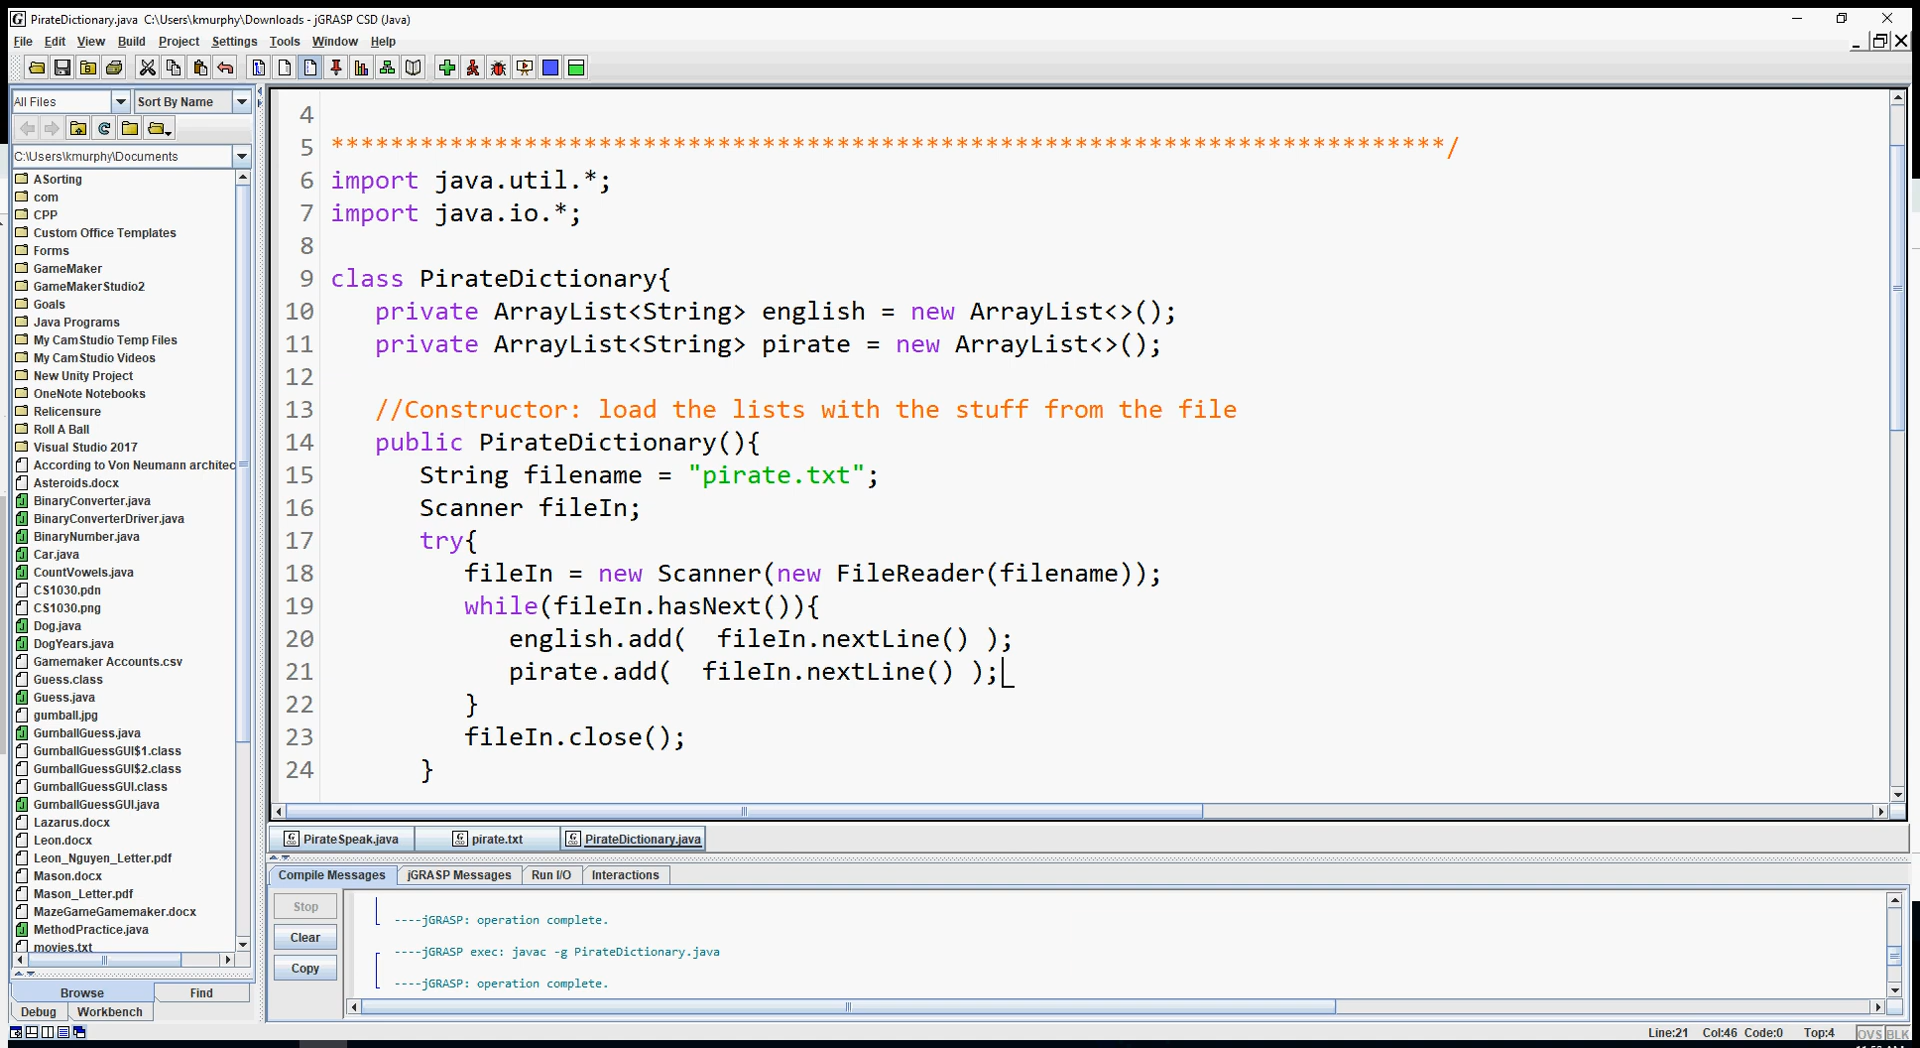 PirateDictionary.java  C:\Users\kmurphy\Downloads - jGRASP CSD (Java)
File Edit View Build Project Settings Tools Window Help
All Files
Sort By Name
C:\Users\kmurphy\Documents
ASorting
com
CPP
Custom Office Templates
Forms
GameMaker
GameMakerStudio2
Goals
Java Programs
My CamStudio Temp Files
My CamStudio Videos
New Unity Project
OneNote Notebooks
Relicensure
Roll A Ball
Visual Studio 2017
According to Von Neumann architec
Asteroids.docx
BinaryConverter.java
BinaryConverterDriver.java
BinaryNumber.java
Car.java
CountVowels.java
CS1030.pdn
CS1030.png
Dog.java
DogYears.java
Gamemaker Accounts.csv
Guess.class
Guess.java
gumball.jpg
GumballGuess.java
GumballGuessGUI$1.class
GumballGuessGUI$2.class
GumballGuessGUI.class
GumballGuessGUI.java
Lazarus.docx
Leon.docx
Leon_Nguyen_Letter.pdf
Mason.docx
Mason_Letter.pdf
MazeGameGamemaker.docx
MethodPractice.java
movies.txt
Browse Find
Debug Workbench
4
5 ***************************************************************************/
6 import java.util.*;
7 import java.io.*;
8
9 class PirateDictionary{
10    private ArrayList<String> english = new ArrayList<>();
11    private ArrayList<String> pirate = new ArrayList<>();
12
13    //Constructor: load the lists with the stuff from the file
14    public PirateDictionary(){
15       String filename = "pirate.txt";
16       Scanner fileIn;
17       try{
18          fileIn = new Scanner(new FileReader(filename));
19          while(fileIn.hasNext()){
20             english.add(  fileIn.nextLine() );
21             pirate.add(  fileIn.nextLine() );
22          }
23          fileIn.close();
24       }
PirateSpeak.java pirate.txt PirateDictionary.java
Compile Messages jGRASP Messages Run I/O Interactions
Stop
Clear
Copy
----jGRASP: operation complete.
----jGRASP exec: javac -g PirateDictionary.java
----jGRASP: operation complete.
Line:21 Col:46 Code:0 Top:4 OVS BLK